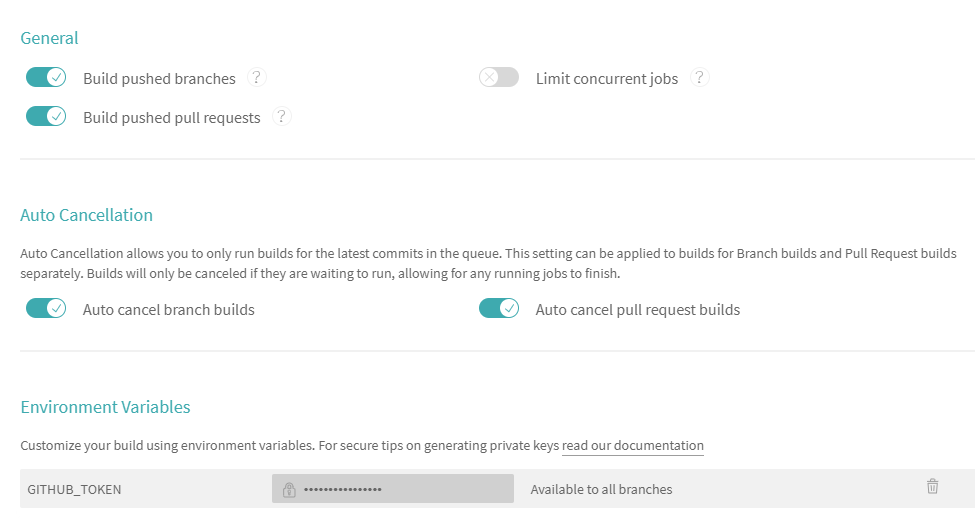 General
Build pushed branches ?
Limit concurrent jobs ?
Build pushed pull requests ?
Auto Cancellation
Auto Cancellation allows you to only run builds for the latest commits in the queue. This setting can be applied to builds for Branch builds and Pull Request builds
separately. Builds will only be canceled if they are waiting to run, allowing for any running jobs to finish.
Auto cancel branch builds
Auto cancel pull request builds
Environment Variables
Customize your build using environment variables. For secure tips on generating private keys read our documentation
GITHUB_TOKEN •••••••••••••••• Available to all branches